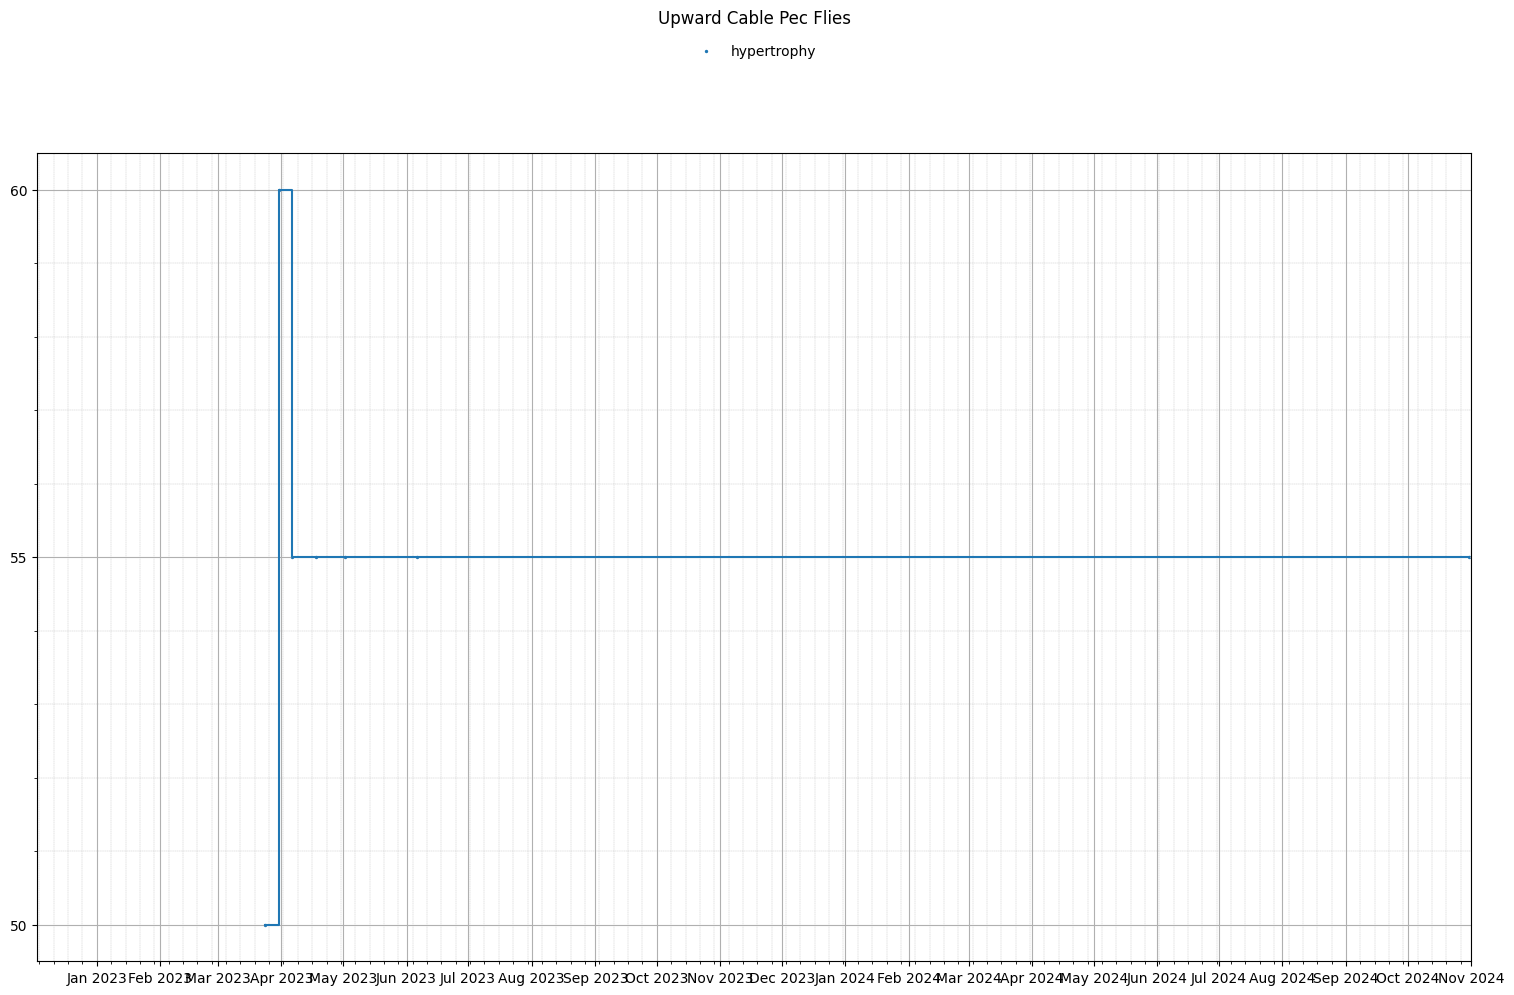 Upward Cable Pec Flies
hypertrophy
60
55
50
Jan 2023 Feb 2023 Mar 2023 Apr 2023 May 2023 Jun 2023 Jul 2023 Aug 2023 Sep 2023 Oct 2023 Nov 2023 Dec 2023 Jan 2024 Feb 2024 Mar 2024 Apr 2024 May 2024 Jun 2024 Jul 2024 Aug 2024 Sep 2024 Oct 2024 Nov 2024